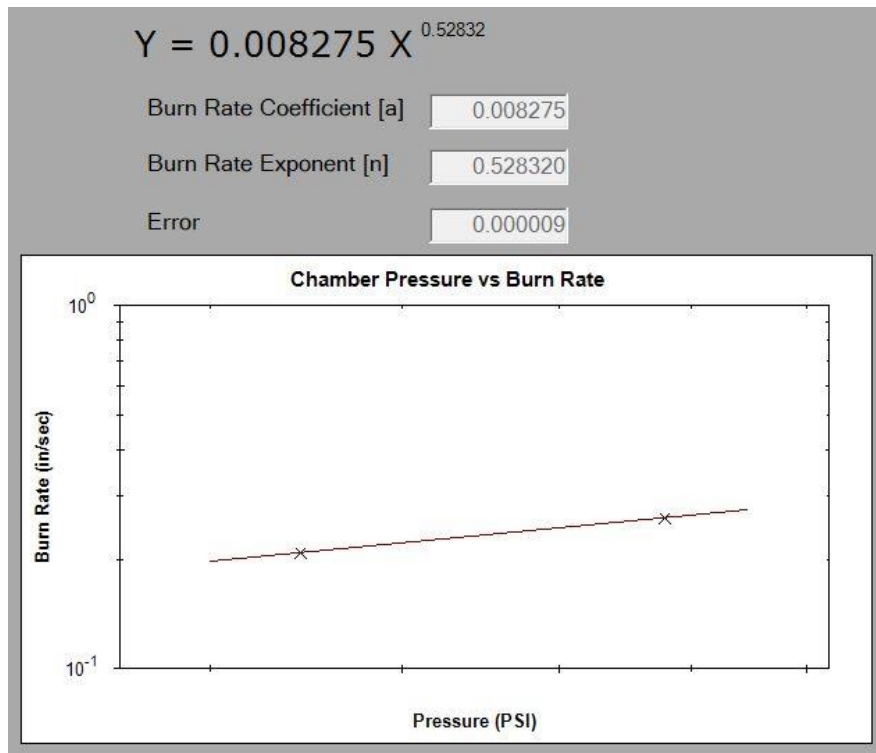 Y = 0.008275 X^0.52832
Burn Rate Coefficient [a] 0.008275
Burn Rate Exponent [n] 0.528320
Error 0.000009
Chamber Pressure vs Burn Rate
10^0
Burn Rate (in/sec)
10^-1
Pressure (PSI)